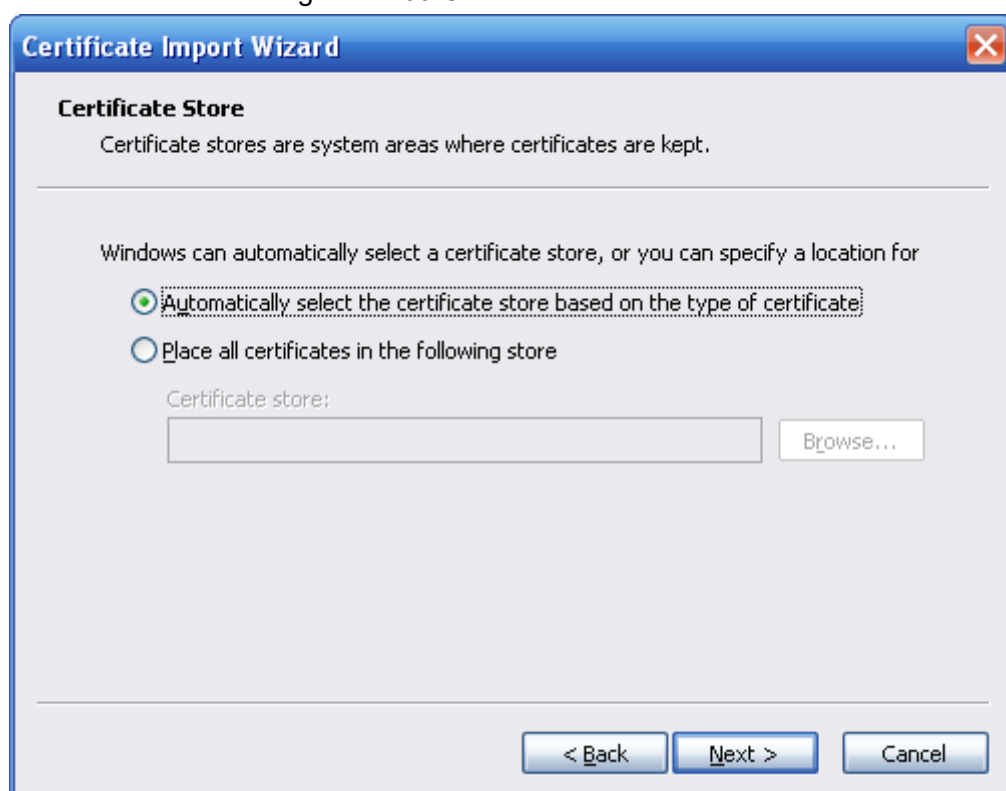 Certificate Import Wizard
Certificate Store
Certificate stores are system areas where certificates are kept.
Windows can automatically select a certificate store, or you can specify a location for
Automatically select the certificate store based on the type of certificate
Place all certificates in the following store
Certificate store:
Browse...
< Back
Next >
Cancel